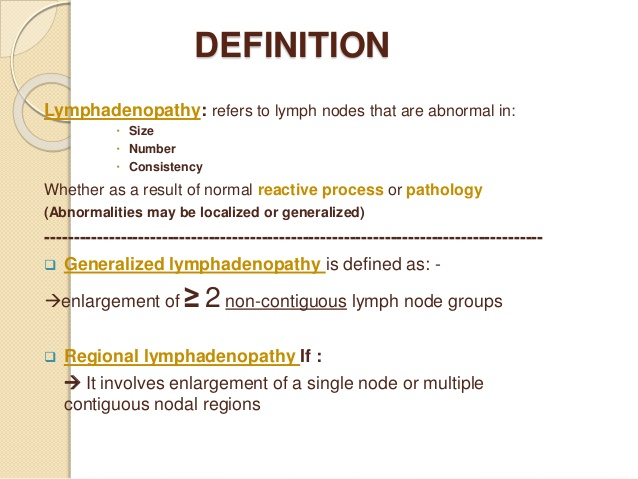 DEFINITION
Lymphadenopathy: refers to lymph nodes that are abnormal in:
• Size
• Number
• Consistency
Whether as a result of normal reactive process or pathology
(Abnormalities may be localized or generalized)
-------------------------------------------------------------------------------------
❑ Generalized lymphadenopathy is defined as: -
→enlargement of ≥ 2 non-contiguous lymph node groups
❑ Regional lymphadenopathy If :
→ It involves enlargement of a single node or multiple
contiguous nodal regions